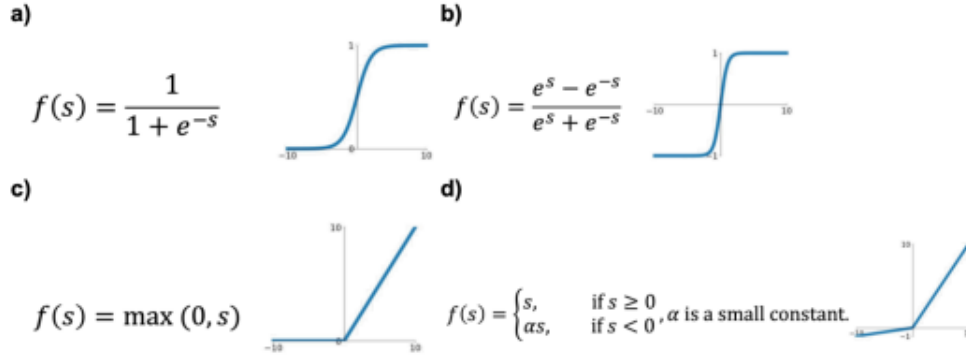 a)
f(s) = 1 / (1 + e^{-s})
1
0
-10
10
b)
f(s) = (e^s − e^{-s}) / (e^s + e^{-s})
1
-10
10
-1
c)
f(s) = max (0, s)
10
0
-10
10
d)
f(s) = { s, if s ≥ 0
αs, if s < 0 , α is a small constant.
10
-1